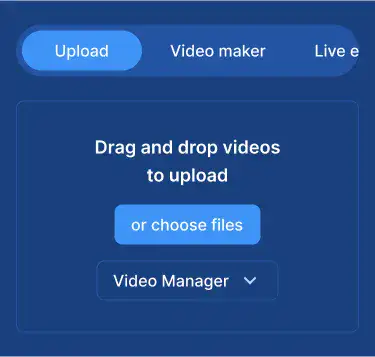 Upload Video maker Live e
Drag and drop videos
to upload
or choose files
Video Manager